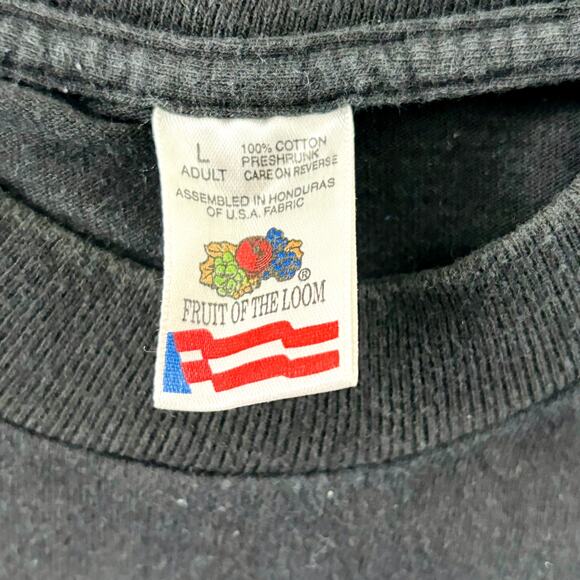 L
ADULT
100% COTTON
PRESHRUNK
CARE ON REVERSE
ASSEMBLED IN HONDURAS
OF U.S.A. FABRIC
®
FRUIT OF THE LOOM